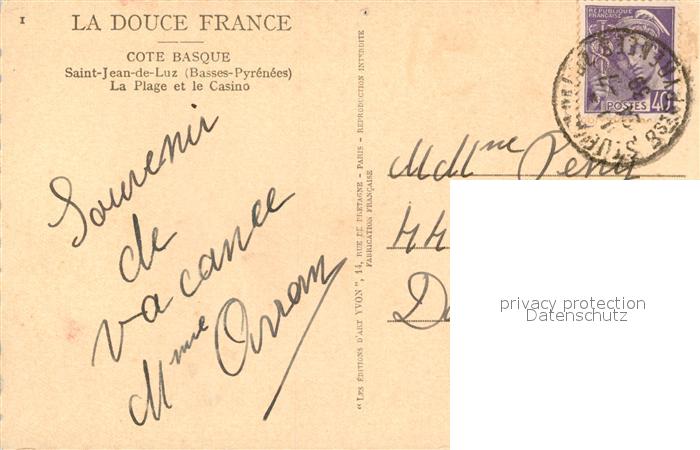 1
LA DOUCE FRANCE
COTE BASQUE
Saint-Jean-de-Luz (Basses-Pyrénées)
La Plage et le Casino
Souvenir
de
vacance
Mme
"LES ÉDITIONS D'ART YVON", 14, RUE DE BRETAGNE - PARIS - REPRODUCTION INTERDITE
FABRICATION FRANÇAISE
RÉPUBLIQUE
FRANÇAISE
POSTES 40
44
privacy protection
Datenschutz